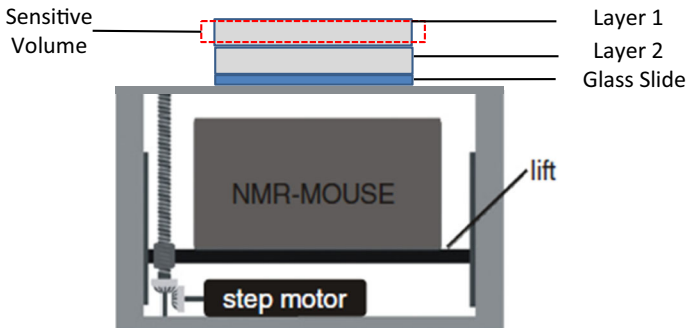 Sensitive
Volume
Layer 1
Layer 2
Glass Slide
NMR-MOUSE
lift
step motor